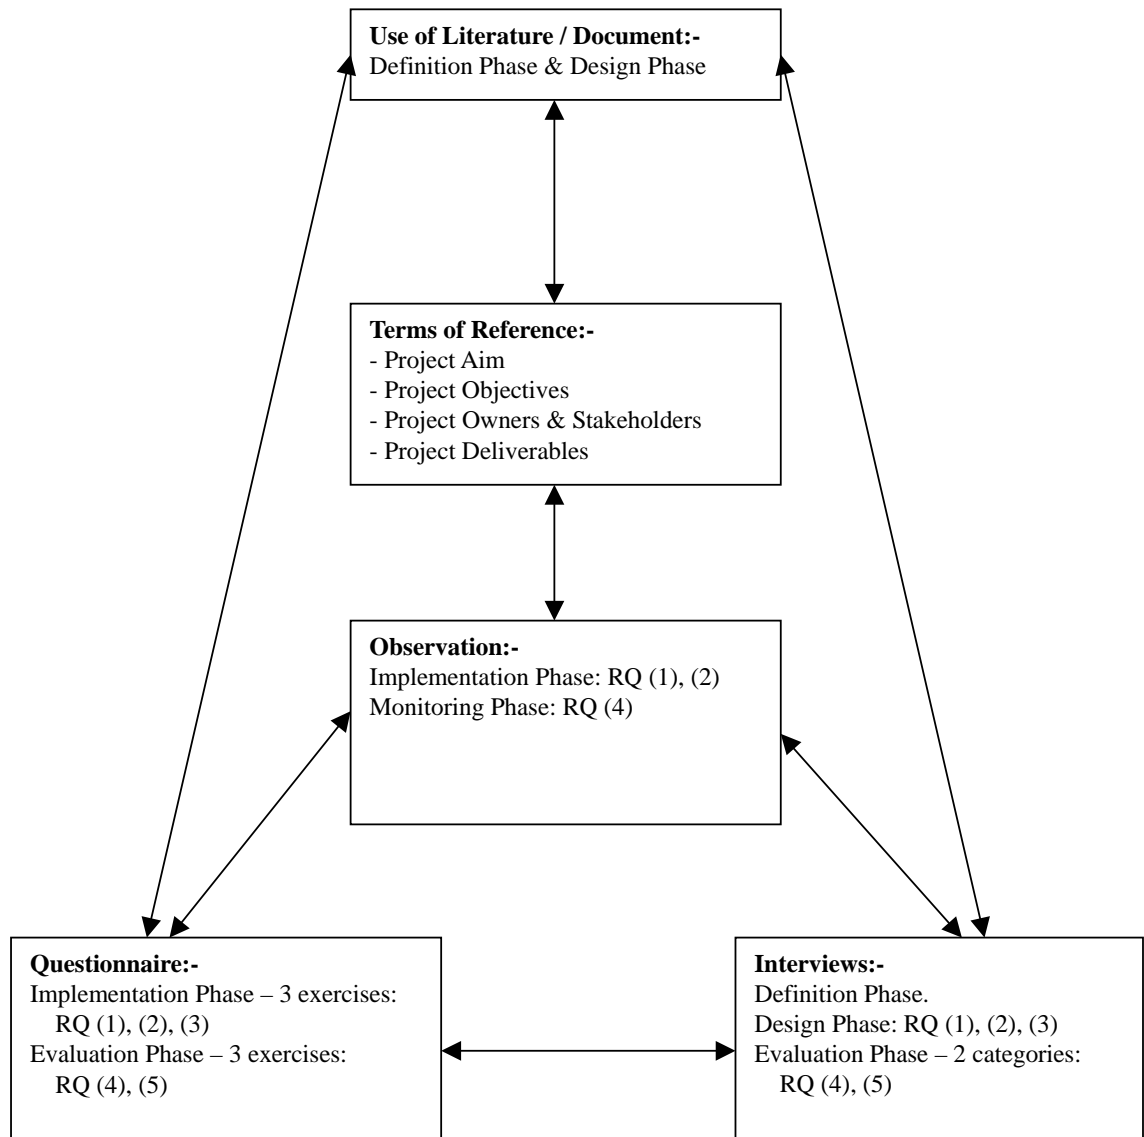 Use of Literature / Document:-
Definition Phase & Design Phase
Terms of Reference:-
- Project Aim
- Project Objectives
- Project Owners & Stakeholders
- Project Deliverables
Observation:-
Implementation Phase: RQ (1), (2)
Monitoring Phase: RQ (4)
Questionnaire:-
Implementation Phase – 3 exercises:
RQ (1), (2), (3)
Evaluation Phase – 3 exercises:
RQ (4), (5)
Interviews:-
Definition Phase.
Design Phase: RQ (1), (2), (3)
Evaluation Phase – 2 categories:
RQ (4), (5)